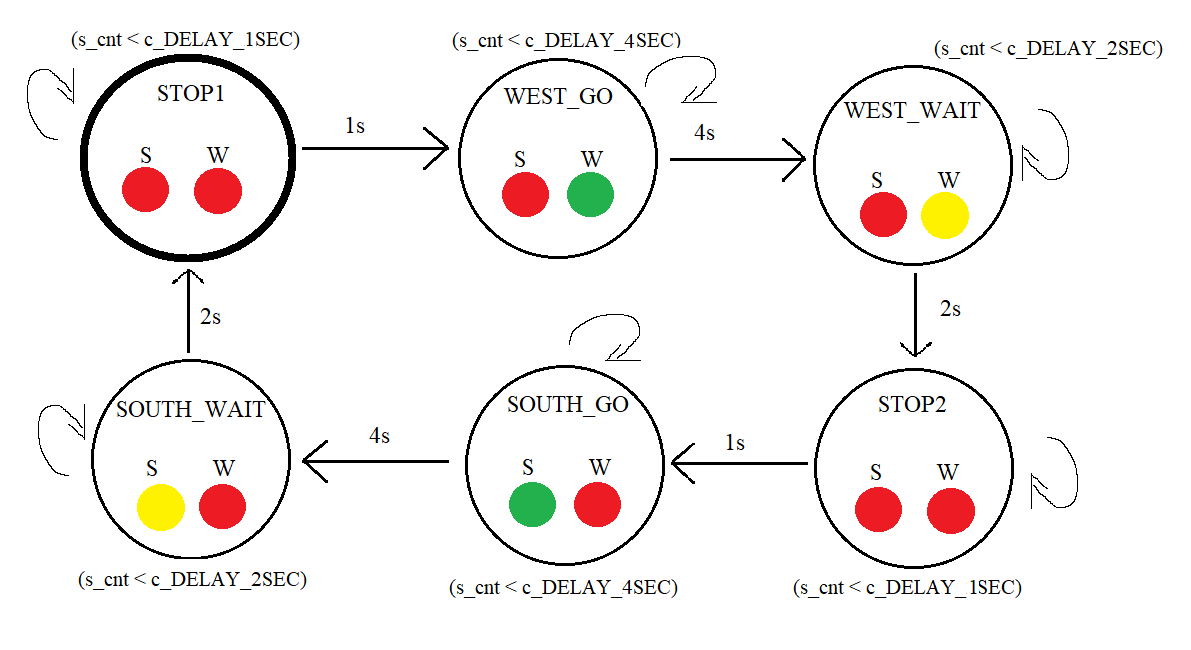 (s_cnt < c_DELAY_1SEC)
(s_cnt < c_DELAY_4SEC)
(s_cnt < c_DELAY_2SEC)
STOP1
WEST_GO
WEST_WAIT
1s
4s
S W
S W
S W
2s
2s
SOUTH_WAIT
SOUTH_GO
STOP2
4s
1s
S W
S W
S W
(s_cnt < c_DELAY_2SEC)
(s_cnt < c_DELAY_4SEC)
(s_cnt < c_DELAY_1SEC)